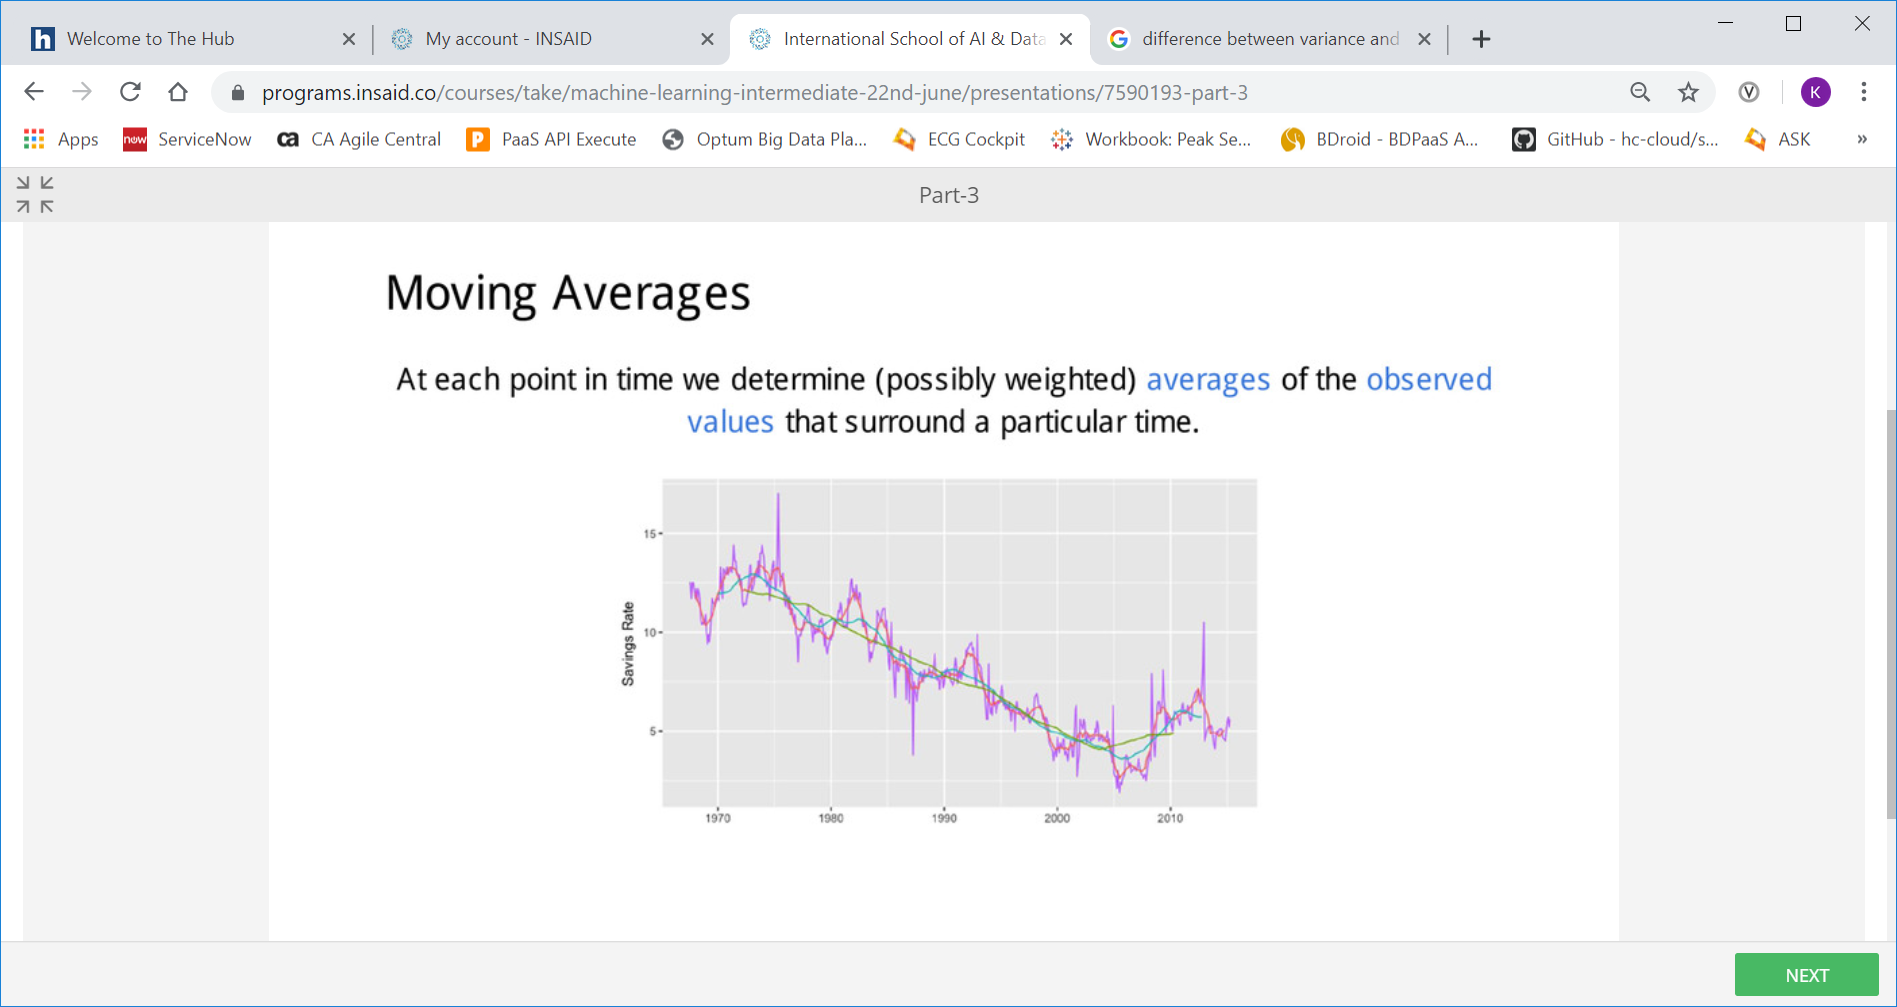 Welcome to The Hub
My account - INSAID
International School of AI & Data
difference between variance and
programs.insaid.co/courses/take/machine-learning-intermediate-22nd-june/presentations/7590193-part-3
V
K
Apps
now ServiceNow
ca CA Agile Central
P PaaS API Execute
Optum Big Data Pla...
ECG Cockpit
Workbook: Peak Se...
BDroid - BDPaaS A...
GitHub - hc-cloud/s...
ASK
»
Part-3
Moving Averages
At each point in time we determine (possibly weighted) averages of the observed
values that surround a particular time.
Savings Rate
15
10
5
1970 1980 1990 2000 2010
NEXT